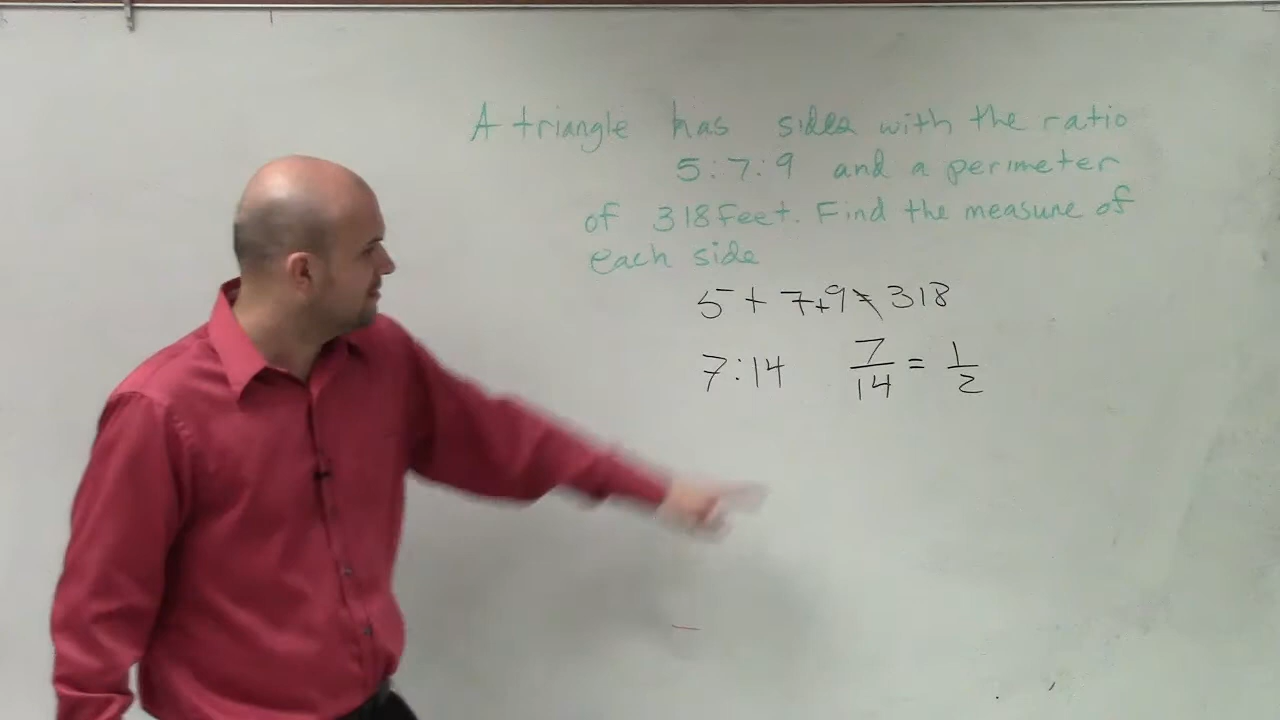 A triangle has sides with the ratio
5:7:9 and a perimeter
of 318 Feet. Find the measure of
each side
5 + 7+9 ≠ 318
7:14 7/14 = 1/2